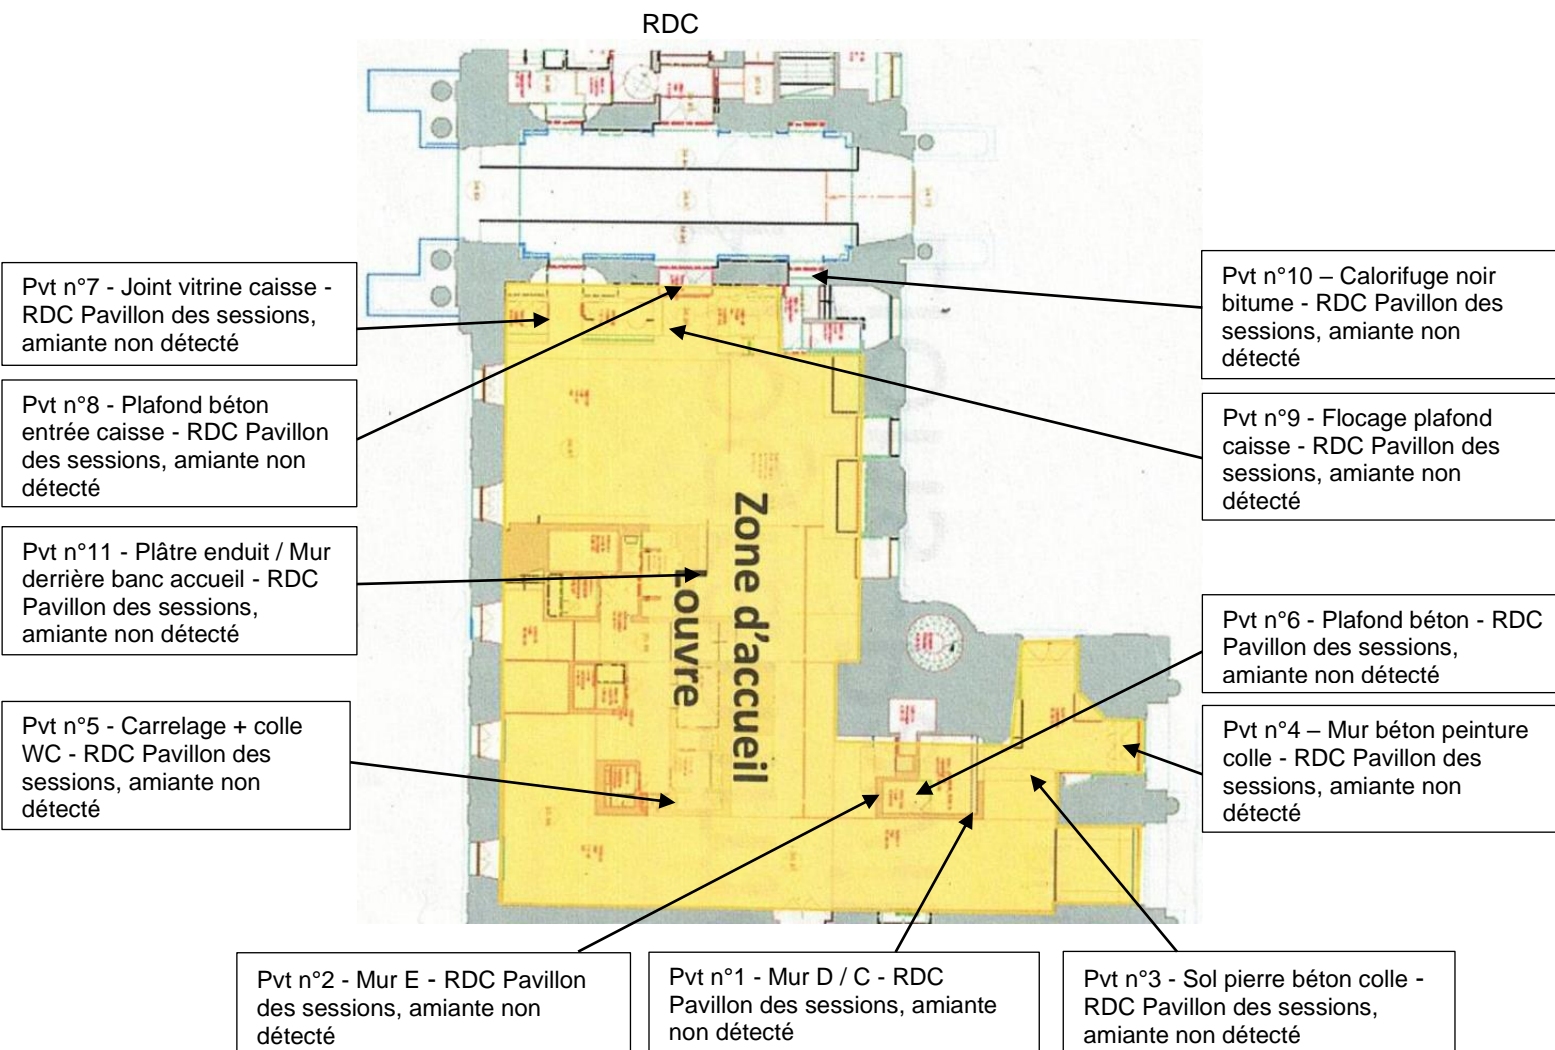 RDC
Pvt n°7 - Joint vitrine caisse -
RDC Pavillon des sessions,
amiante non détecté
Pvt n°8 - Plafond béton
entrée caisse - RDC Pavillon
des sessions, amiante non
détecté
Pvt n°11 - Plâtre enduit / Mur
derrière banc accueil - RDC
Pavillon des sessions,
amiante non détecté
Pvt n°5 - Carrelage + colle
WC - RDC Pavillon des
sessions, amiante non
détecté
Zone d'accueil
Louvre
Pvt n°10 – Calorifuge noir
bitume - RDC Pavillon des
sessions, amiante non
détecté
Pvt n°9 - Flocage plafond
caisse - RDC Pavillon des
sessions, amiante non
détecté
Pvt n°6 - Plafond béton - RDC
Pavillon des sessions,
amiante non détecté
Pvt n°4 – Mur béton peinture
colle - RDC Pavillon des
sessions, amiante non
détecté
Pvt n°2 - Mur E - RDC Pavillon
des sessions, amiante non
détecté
Pvt n°1 - Mur D / C - RDC
Pavillon des sessions, amiante
non détecté
Pvt n°3 - Sol pierre béton colle -
RDC Pavillon des sessions,
amiante non détecté